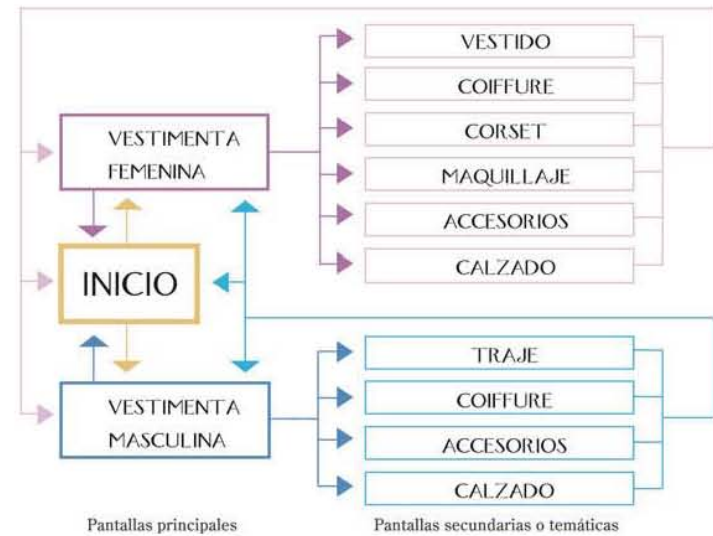 VESTIDO
COIFFURE
CORSET
MAQUILLAJE
ACCESORIOS
CALZADO
VESTIMENTA
FEMENINA
INICIO
VESTIMENTA
MASCULINA
TRAJE
COIFFURE
ACCESORIOS
CALZADO
Pantallas principales
Pantallas secundarias o temáticas